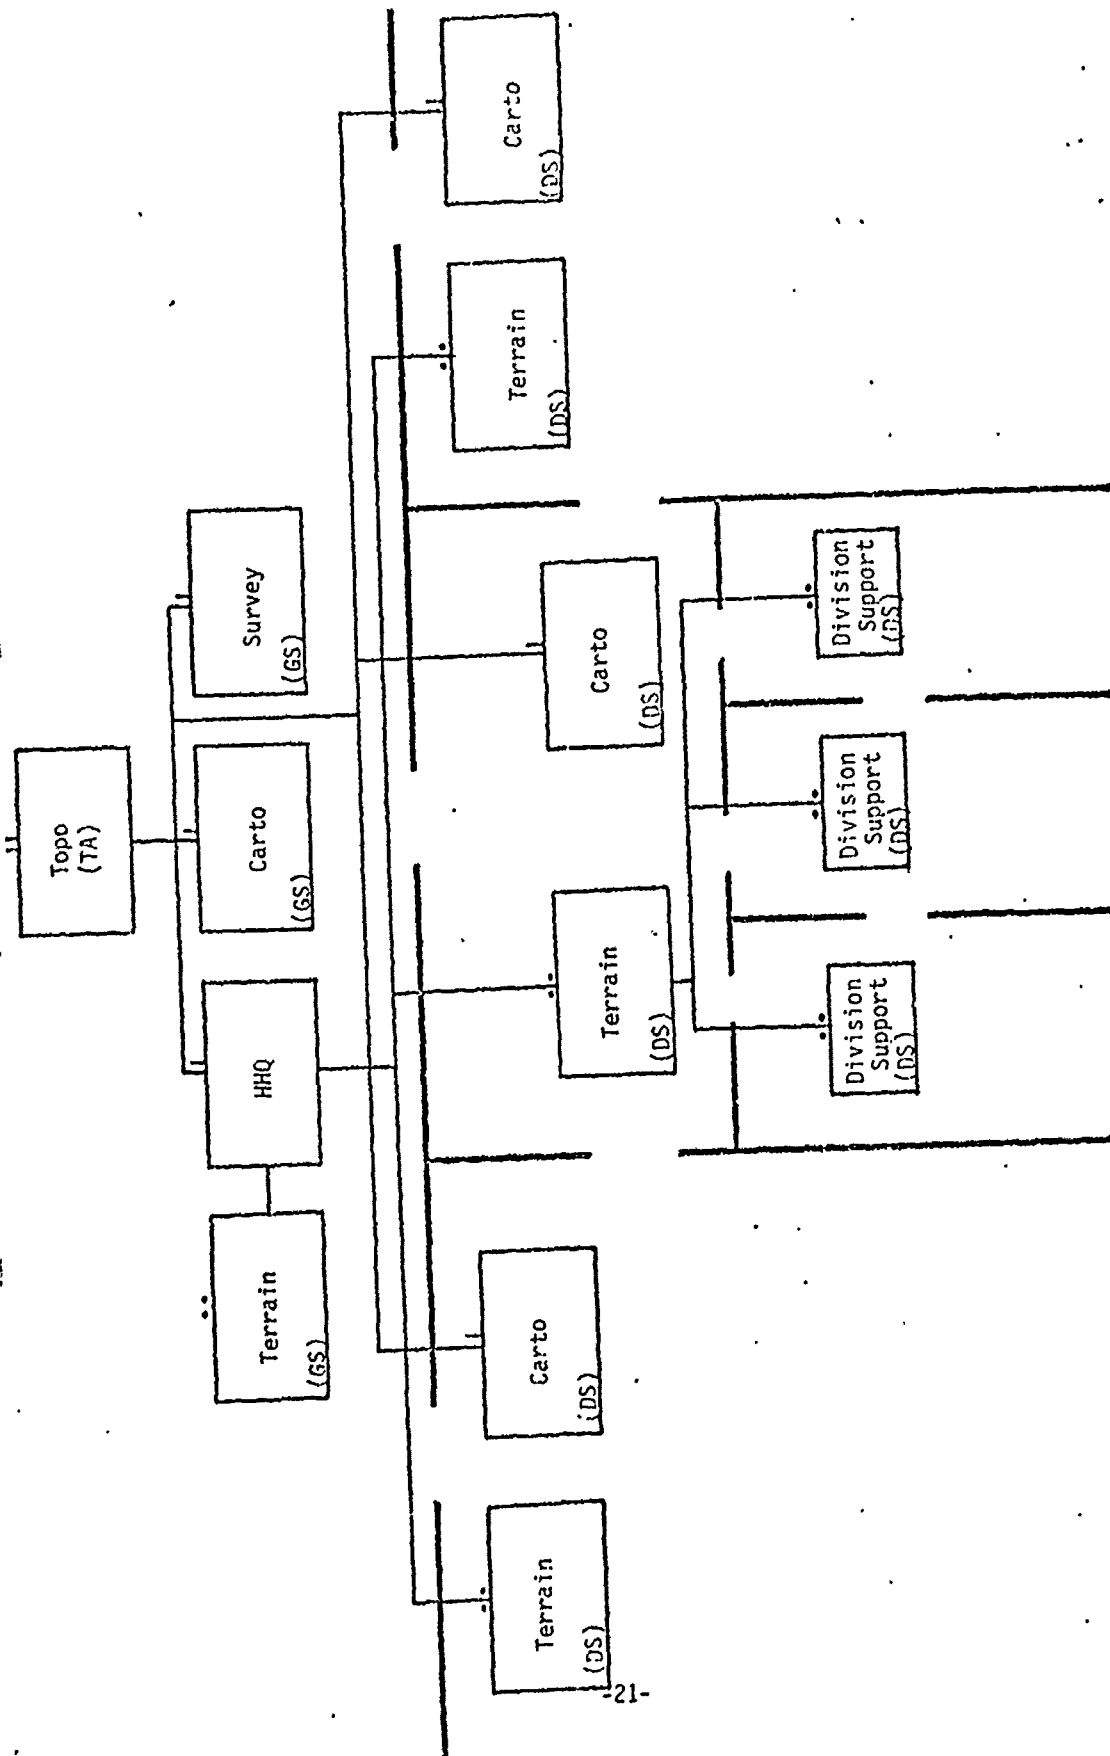 Topo
(TA)
Terrain
(GS)
HHQ
Carto
(GS)
Survey
(GS)
Terrain
(DS)
Carto
(DS)
Terrain
(DS)
Carto
(DS)
Terrain
(DS)
Carto
(DS)
Division
Support
(DS)
Division
Support
(DS)
Division
Support
(DS)
-21-